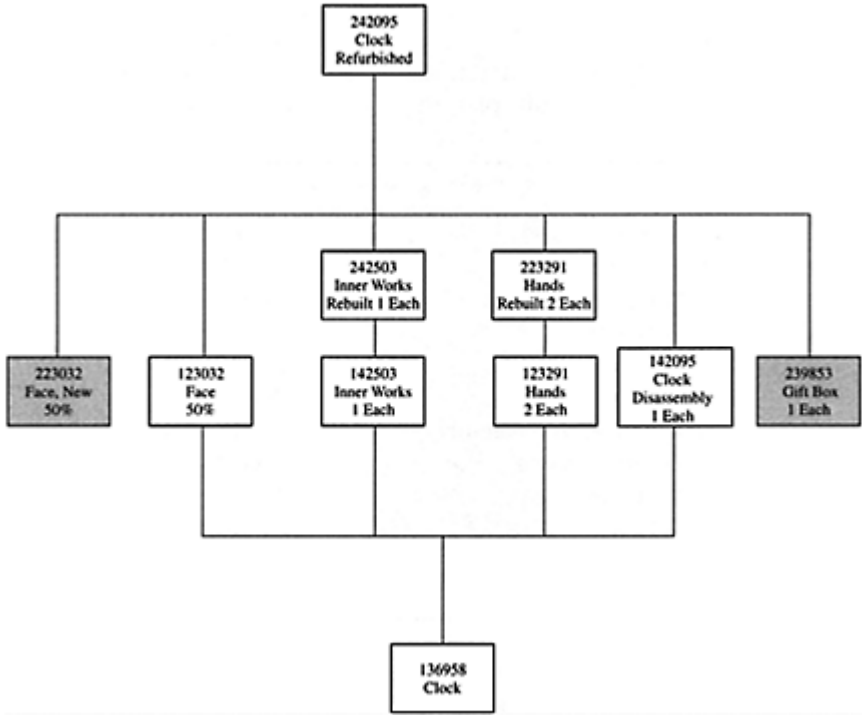 242095
Clock
Refurbished
242503
Inner Works
Rebuilt 1 Each
223291
Hands
Rebuilt 2 Each
223032
Face, New
50%
123032
Face
50%
142503
Inner Works
1 Each
123291
Hands
2 Each
142095
Clock
Disassembly
1 Each
239853
Gift Box
1 Each
136958
Clock